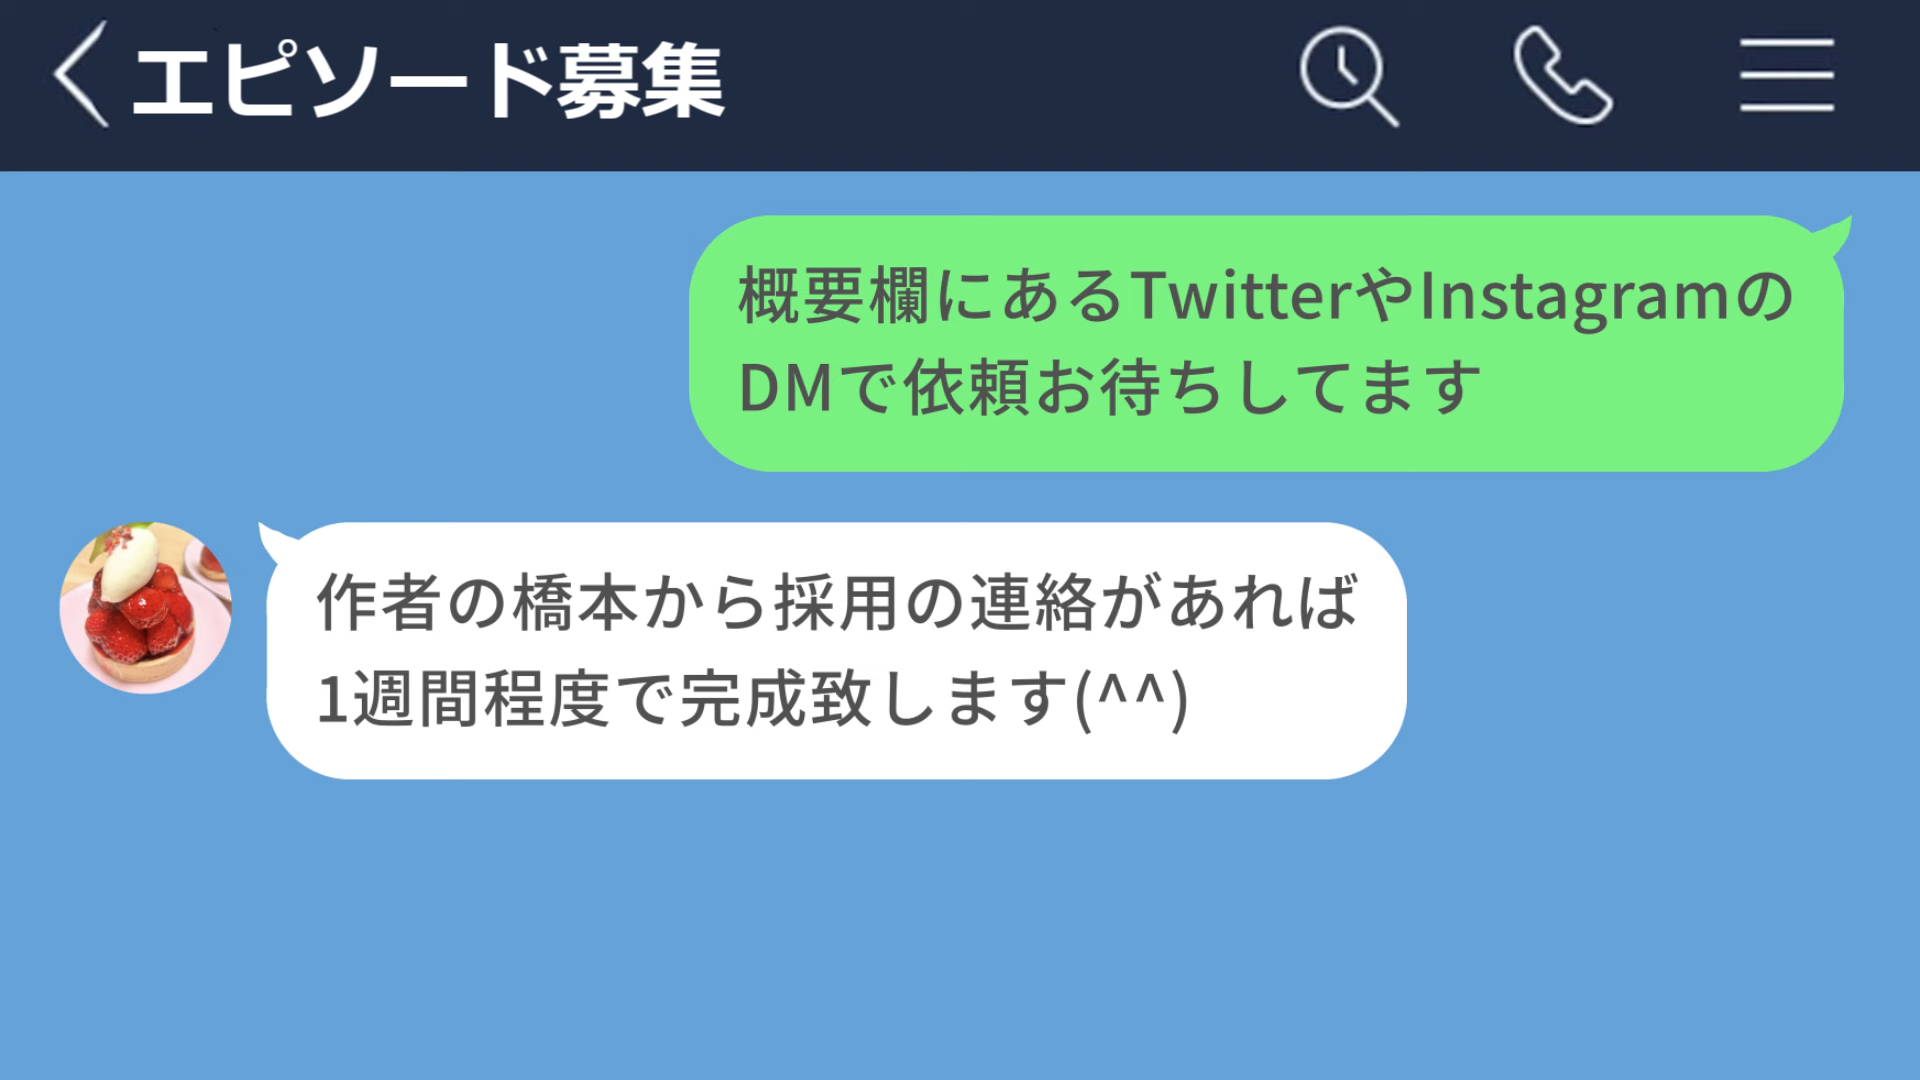 エピソード募集
概要欄にあるTwitterやInstagramの
DMで依頼お待ちしてます
作者の橋本から採用の連絡があれば
1週間程度で完成致します(^^)